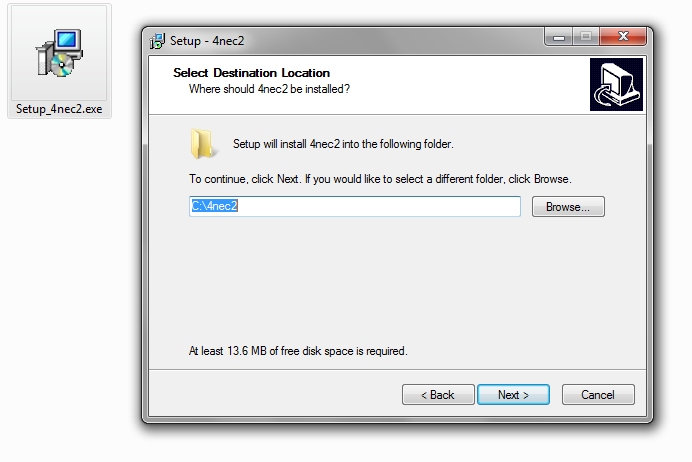 Setup_4nec2.exe
Setup - 4nec2
Select Destination Location
Where should 4nec2 be installed?
Setup will install 4nec2 into the following folder.
To continue, click Next. If you would like to select a different folder, click Browse.
C:\4nec2
Browse...
At least 13.6 MB of free disk space is required.
< Back
Next >
Cancel